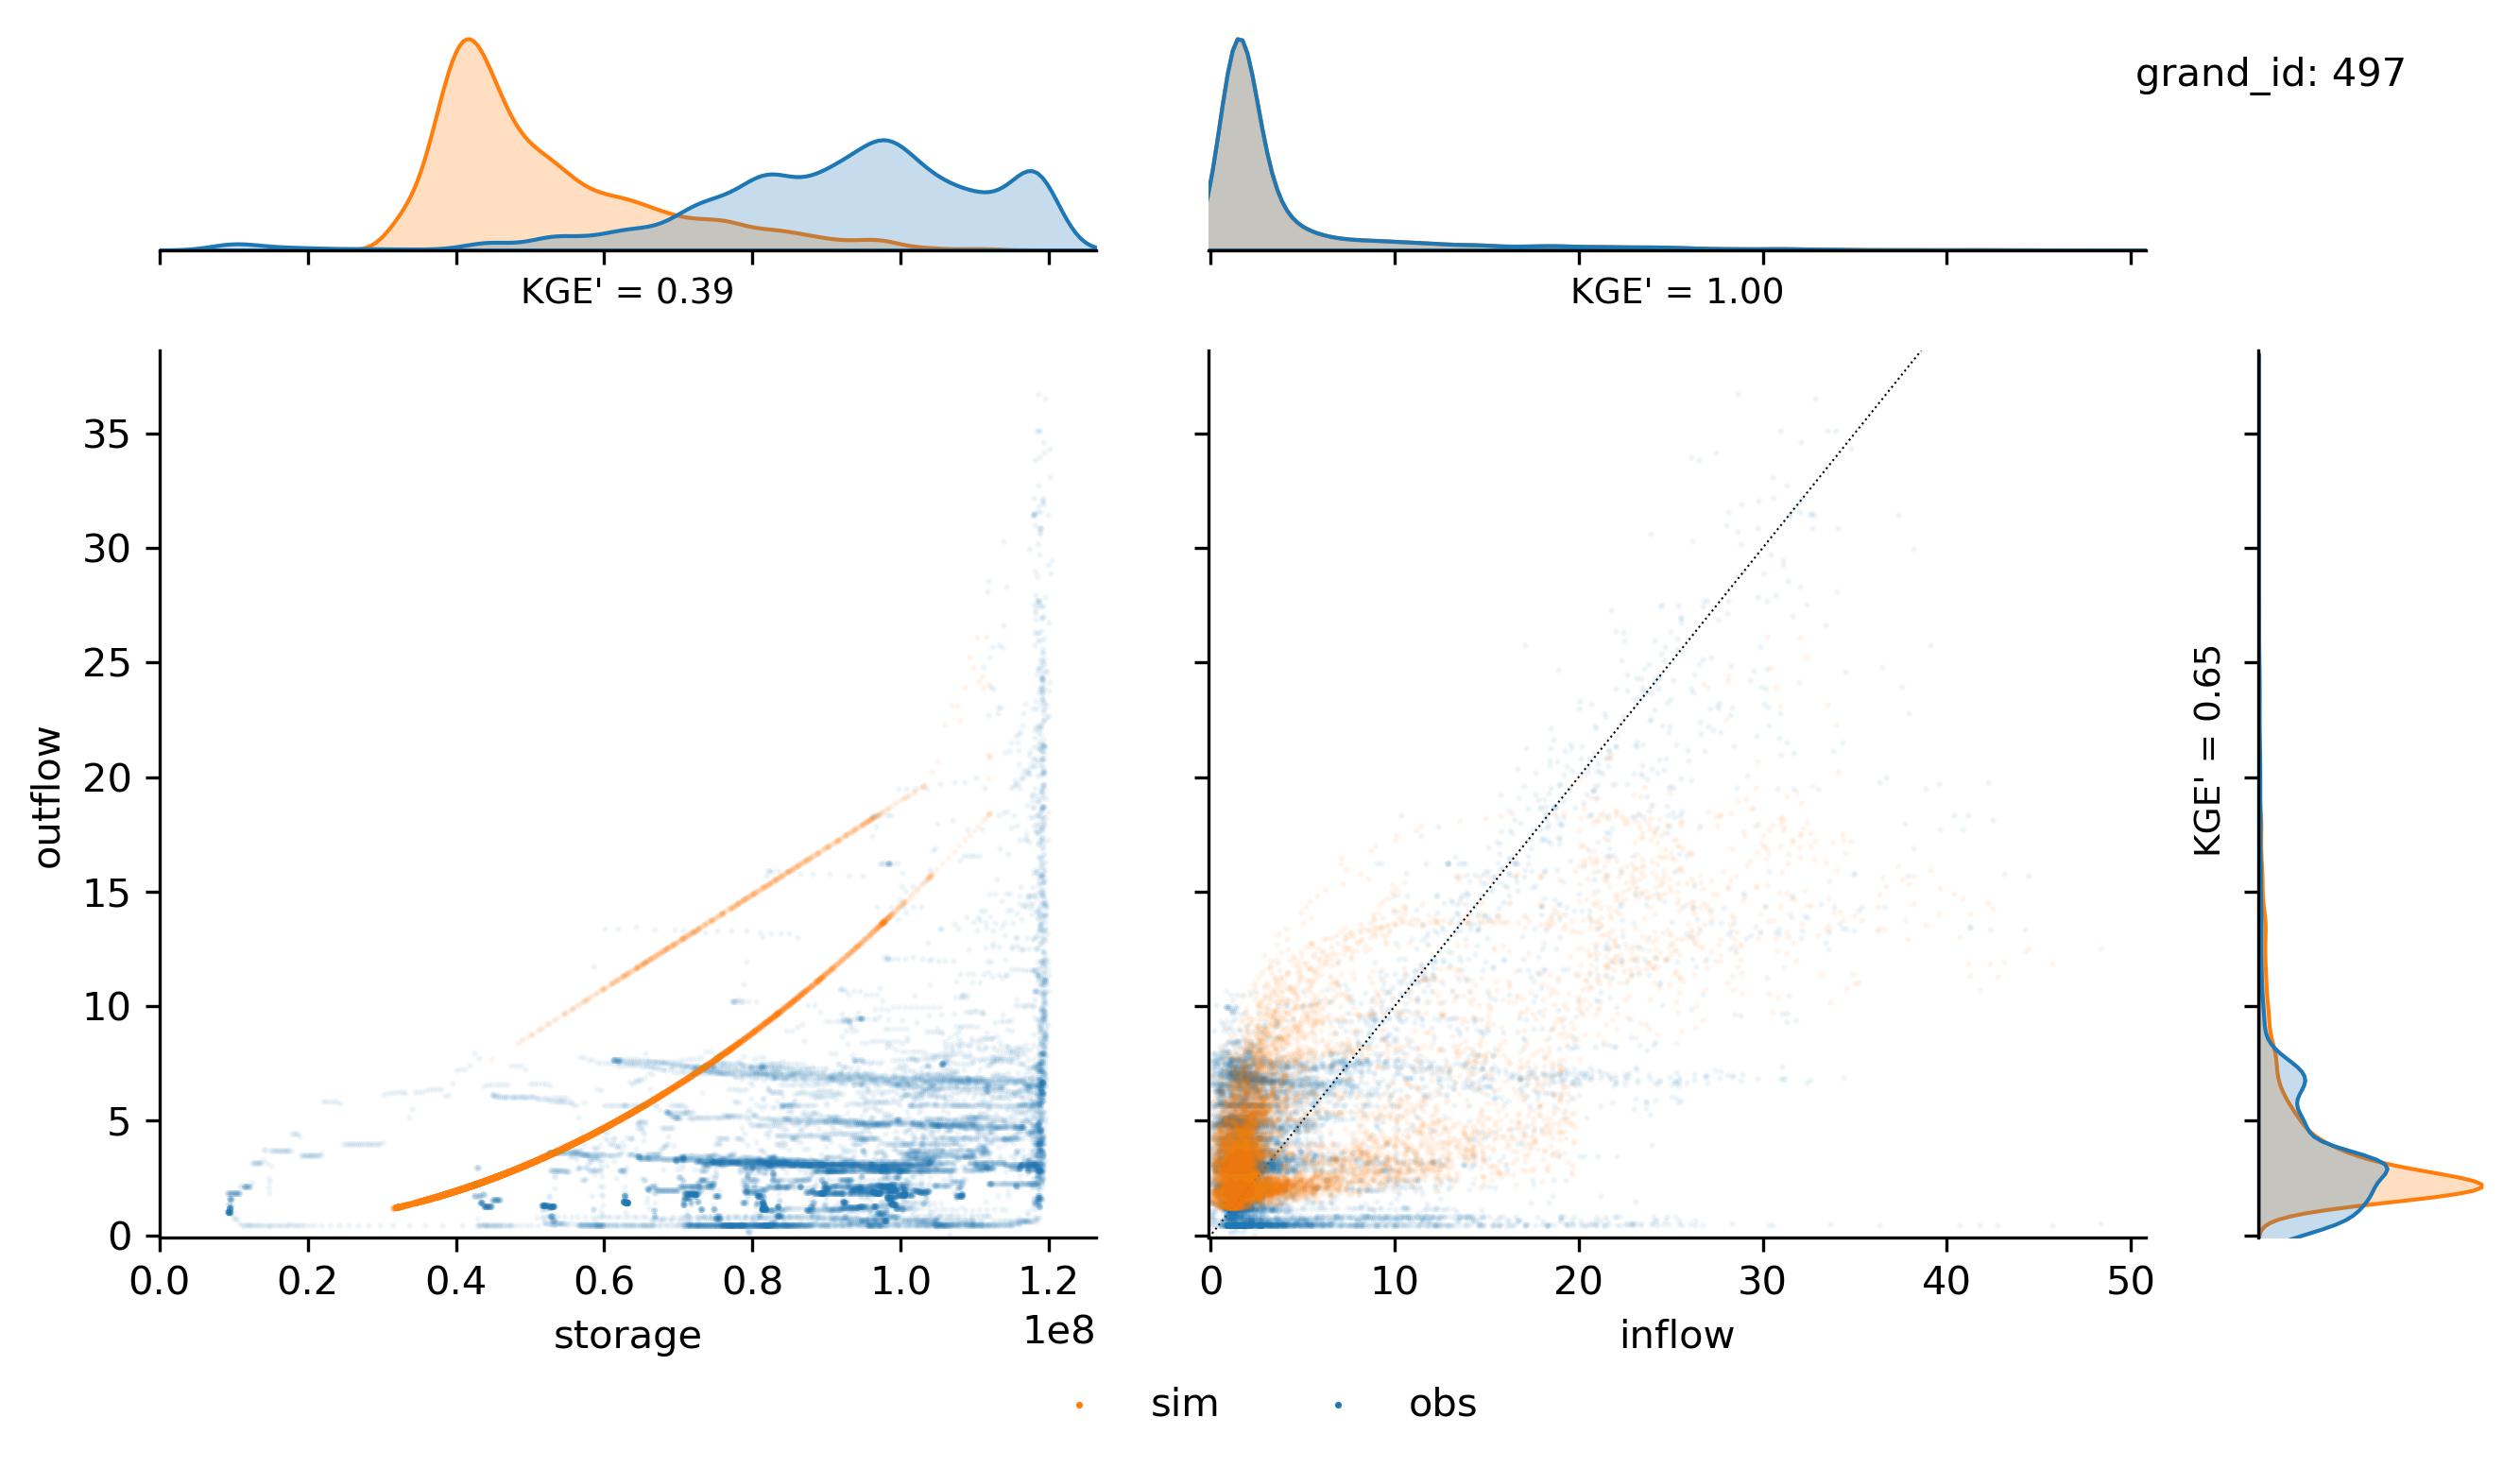 grand_id: 497
KGE' = 0.39
KGE' = 1.00
outflow
35
30
25
20
15
10
5
0
0.0 0.2 0.4 0.6 0.8 1.0 1.2
1e8
storage
0 10 20 30 40 50
inflow
KGE' = 0.65
sim obs